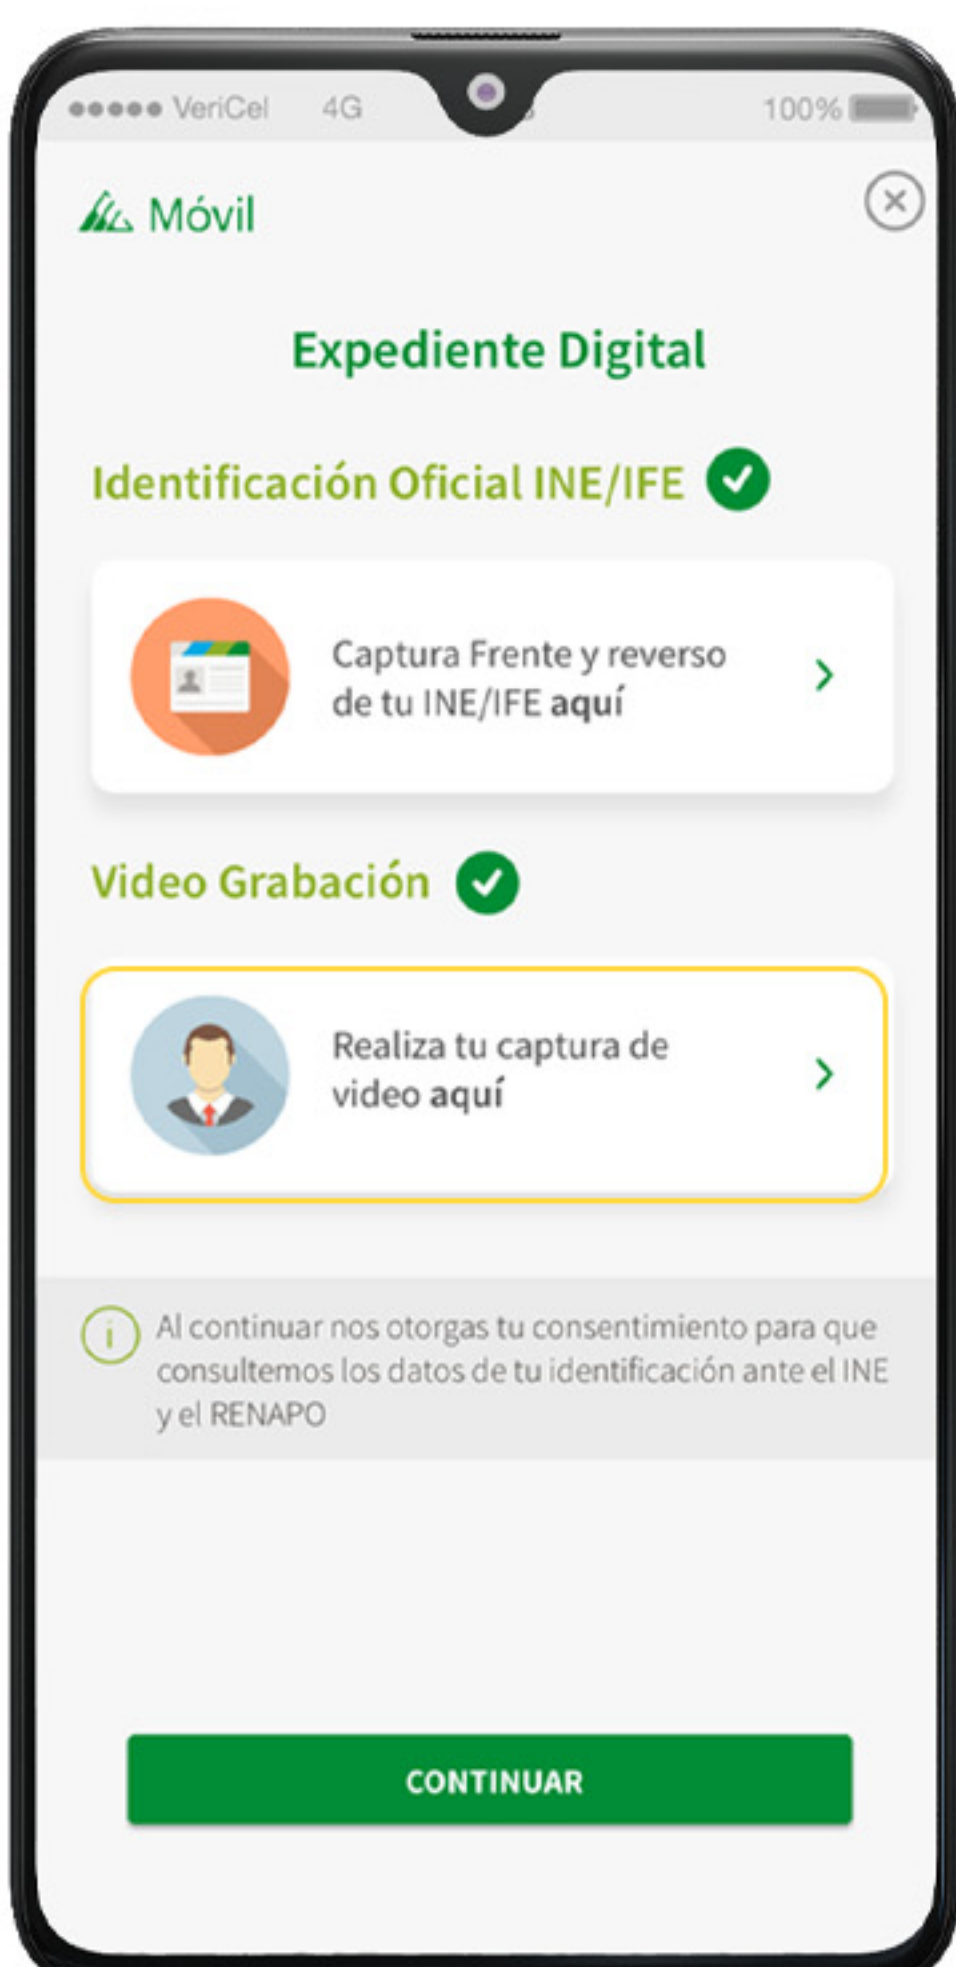 VeriCel 4G 100%
Móvil
Expediente Digital
Identificación Oficial INE/IFE
Captura Frente y reverso
de tu INE/IFE aquí
Video Grabación
Realiza tu captura de
video aquí
Al continuar nos otorgas tu consentimiento para que
consultemos los datos de tu identificación ante el INE
y el RENAPO
CONTINUAR